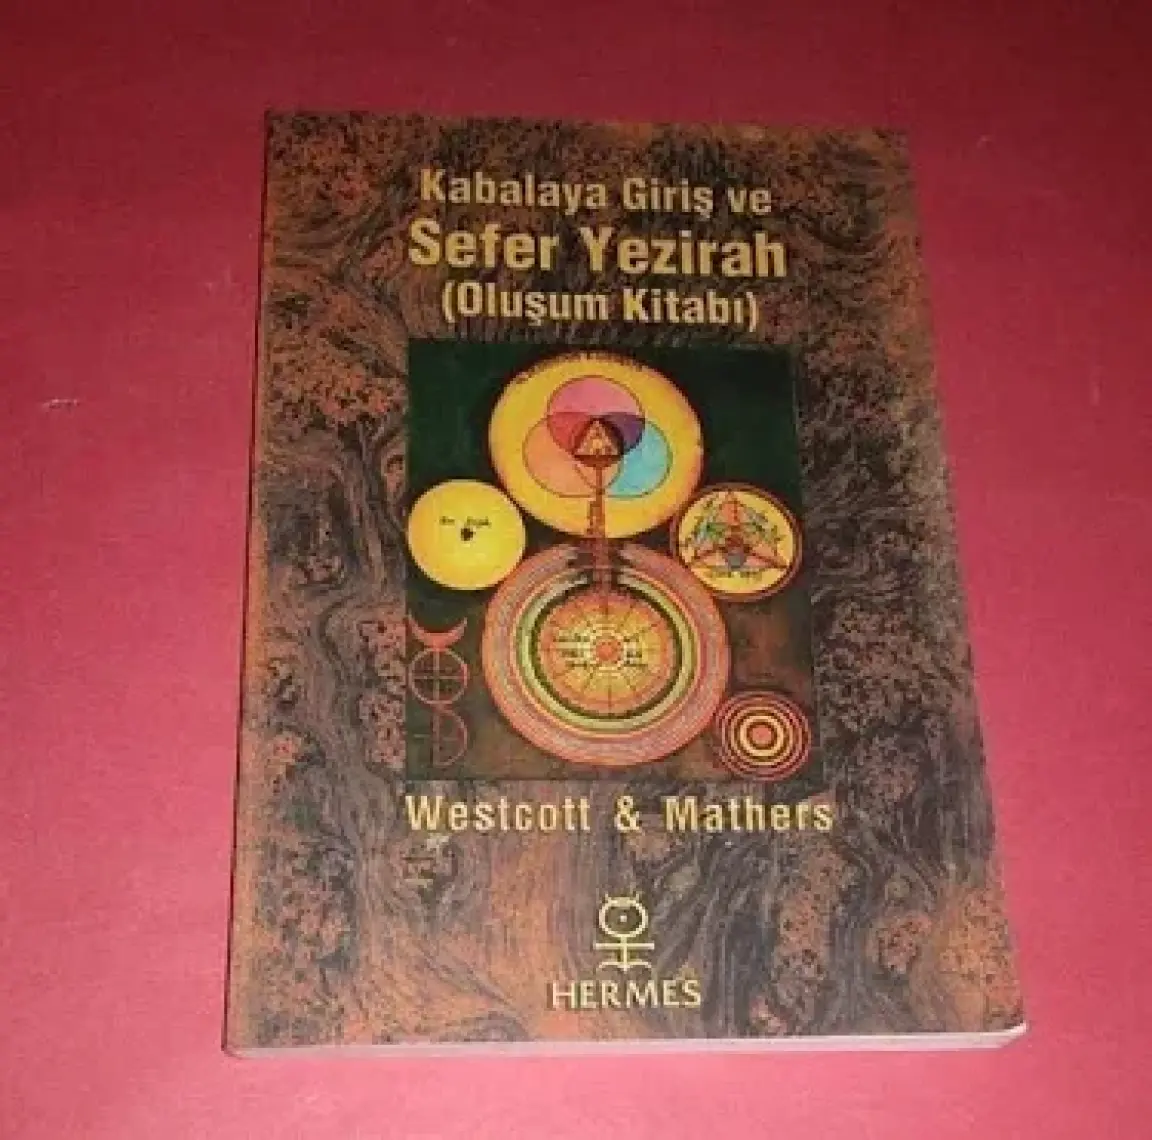 Kabalaya Giriş ve
Sefer Yezirah
(Oluşum Kitabı)
Westcott & Mathers
HERMES